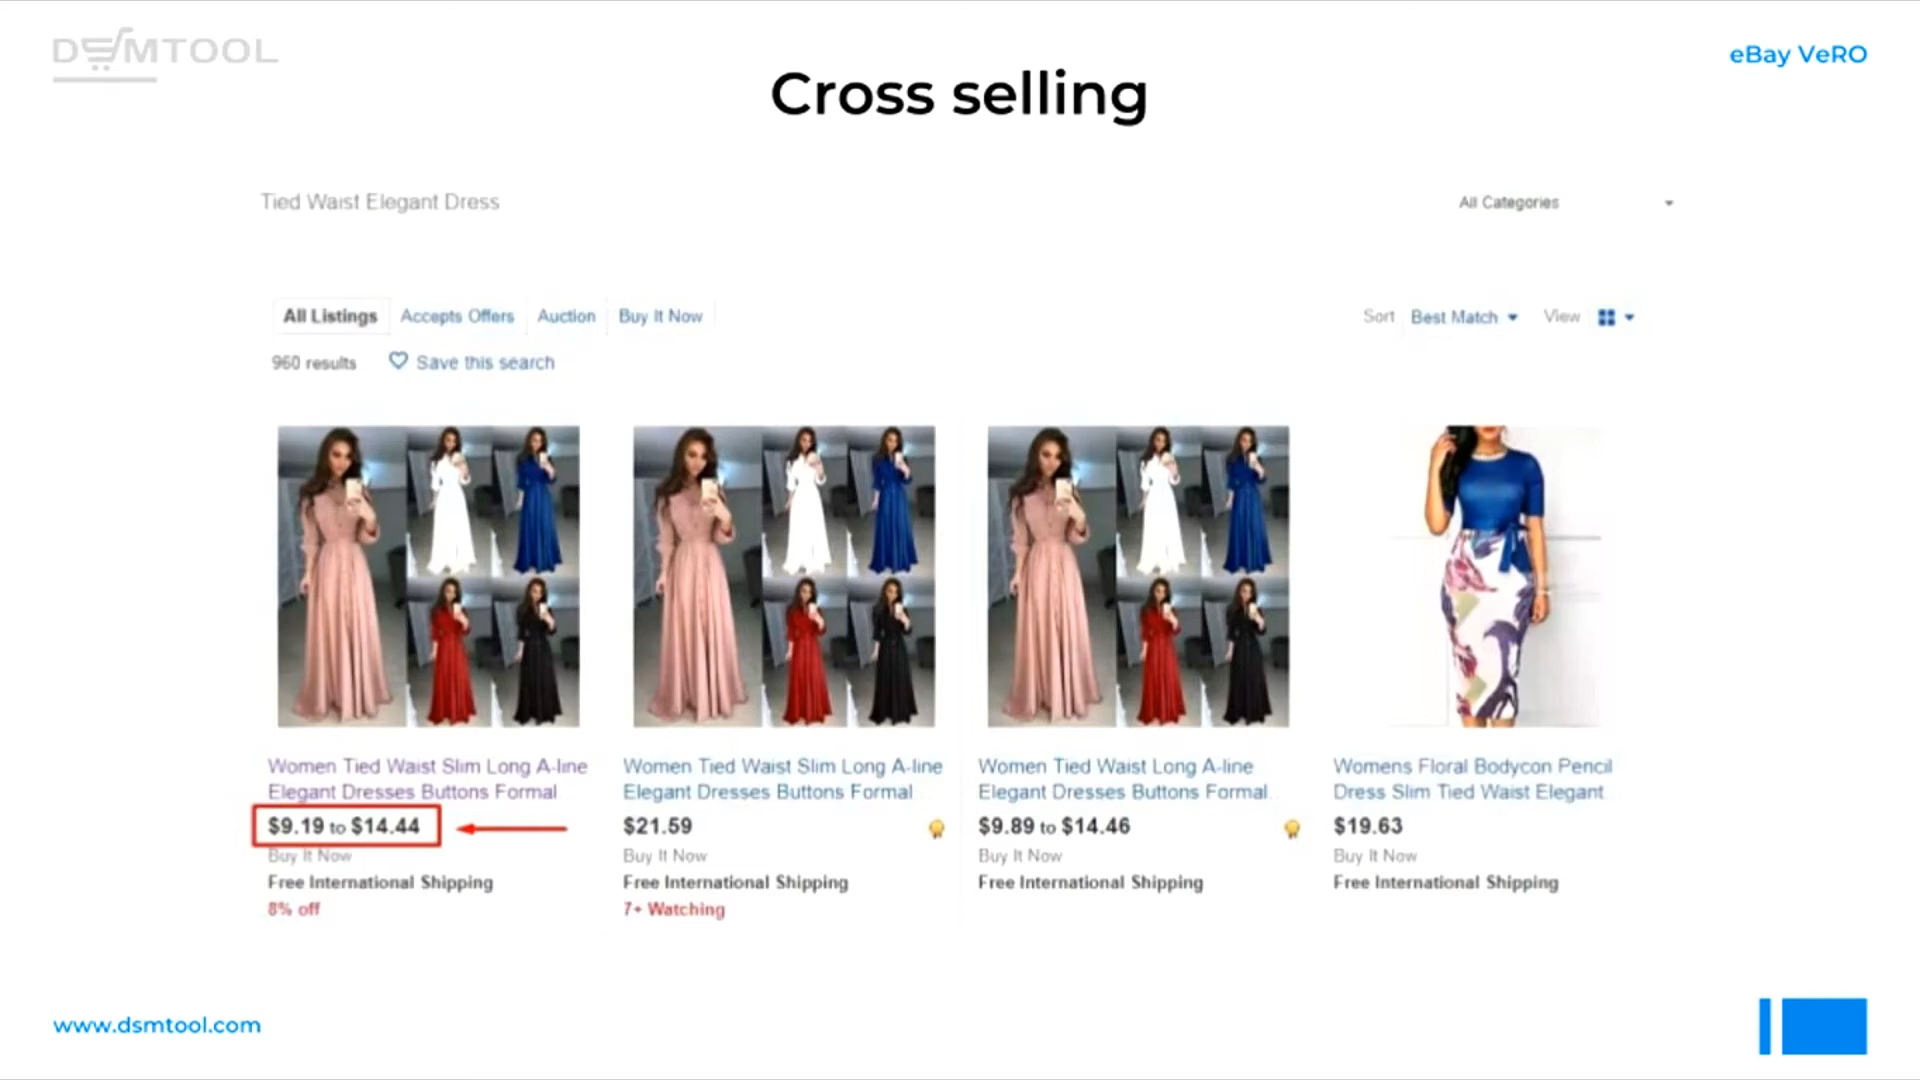 DSMTOOL
eBay VeRO
Cross selling
Tied Waist Elegant Dress
All Categories
All Listings Accepts Offers Auction Buy It Now
Sort Best Match View
960 results Save this search
Women Tied Waist Slim Long A-line
Elegant Dresses Buttons Formal
$9.19 to $14.44
Buy It Now
Free International Shipping
8% off
Women Tied Waist Slim Long A-line
Elegant Dresses Buttons Formal
$21.59
Buy It Now
Free International Shipping
7+ Watching
Women Tied Waist Long A-line
Elegant Dresses Buttons Formal
$9.89 to $14.46
Buy It Now
Free International Shipping
Womens Floral Bodycon Pencil
Dress Slim Tied Waist Elegant
$19.63
Buy It Now
Free International Shipping
www.dsmtool.com